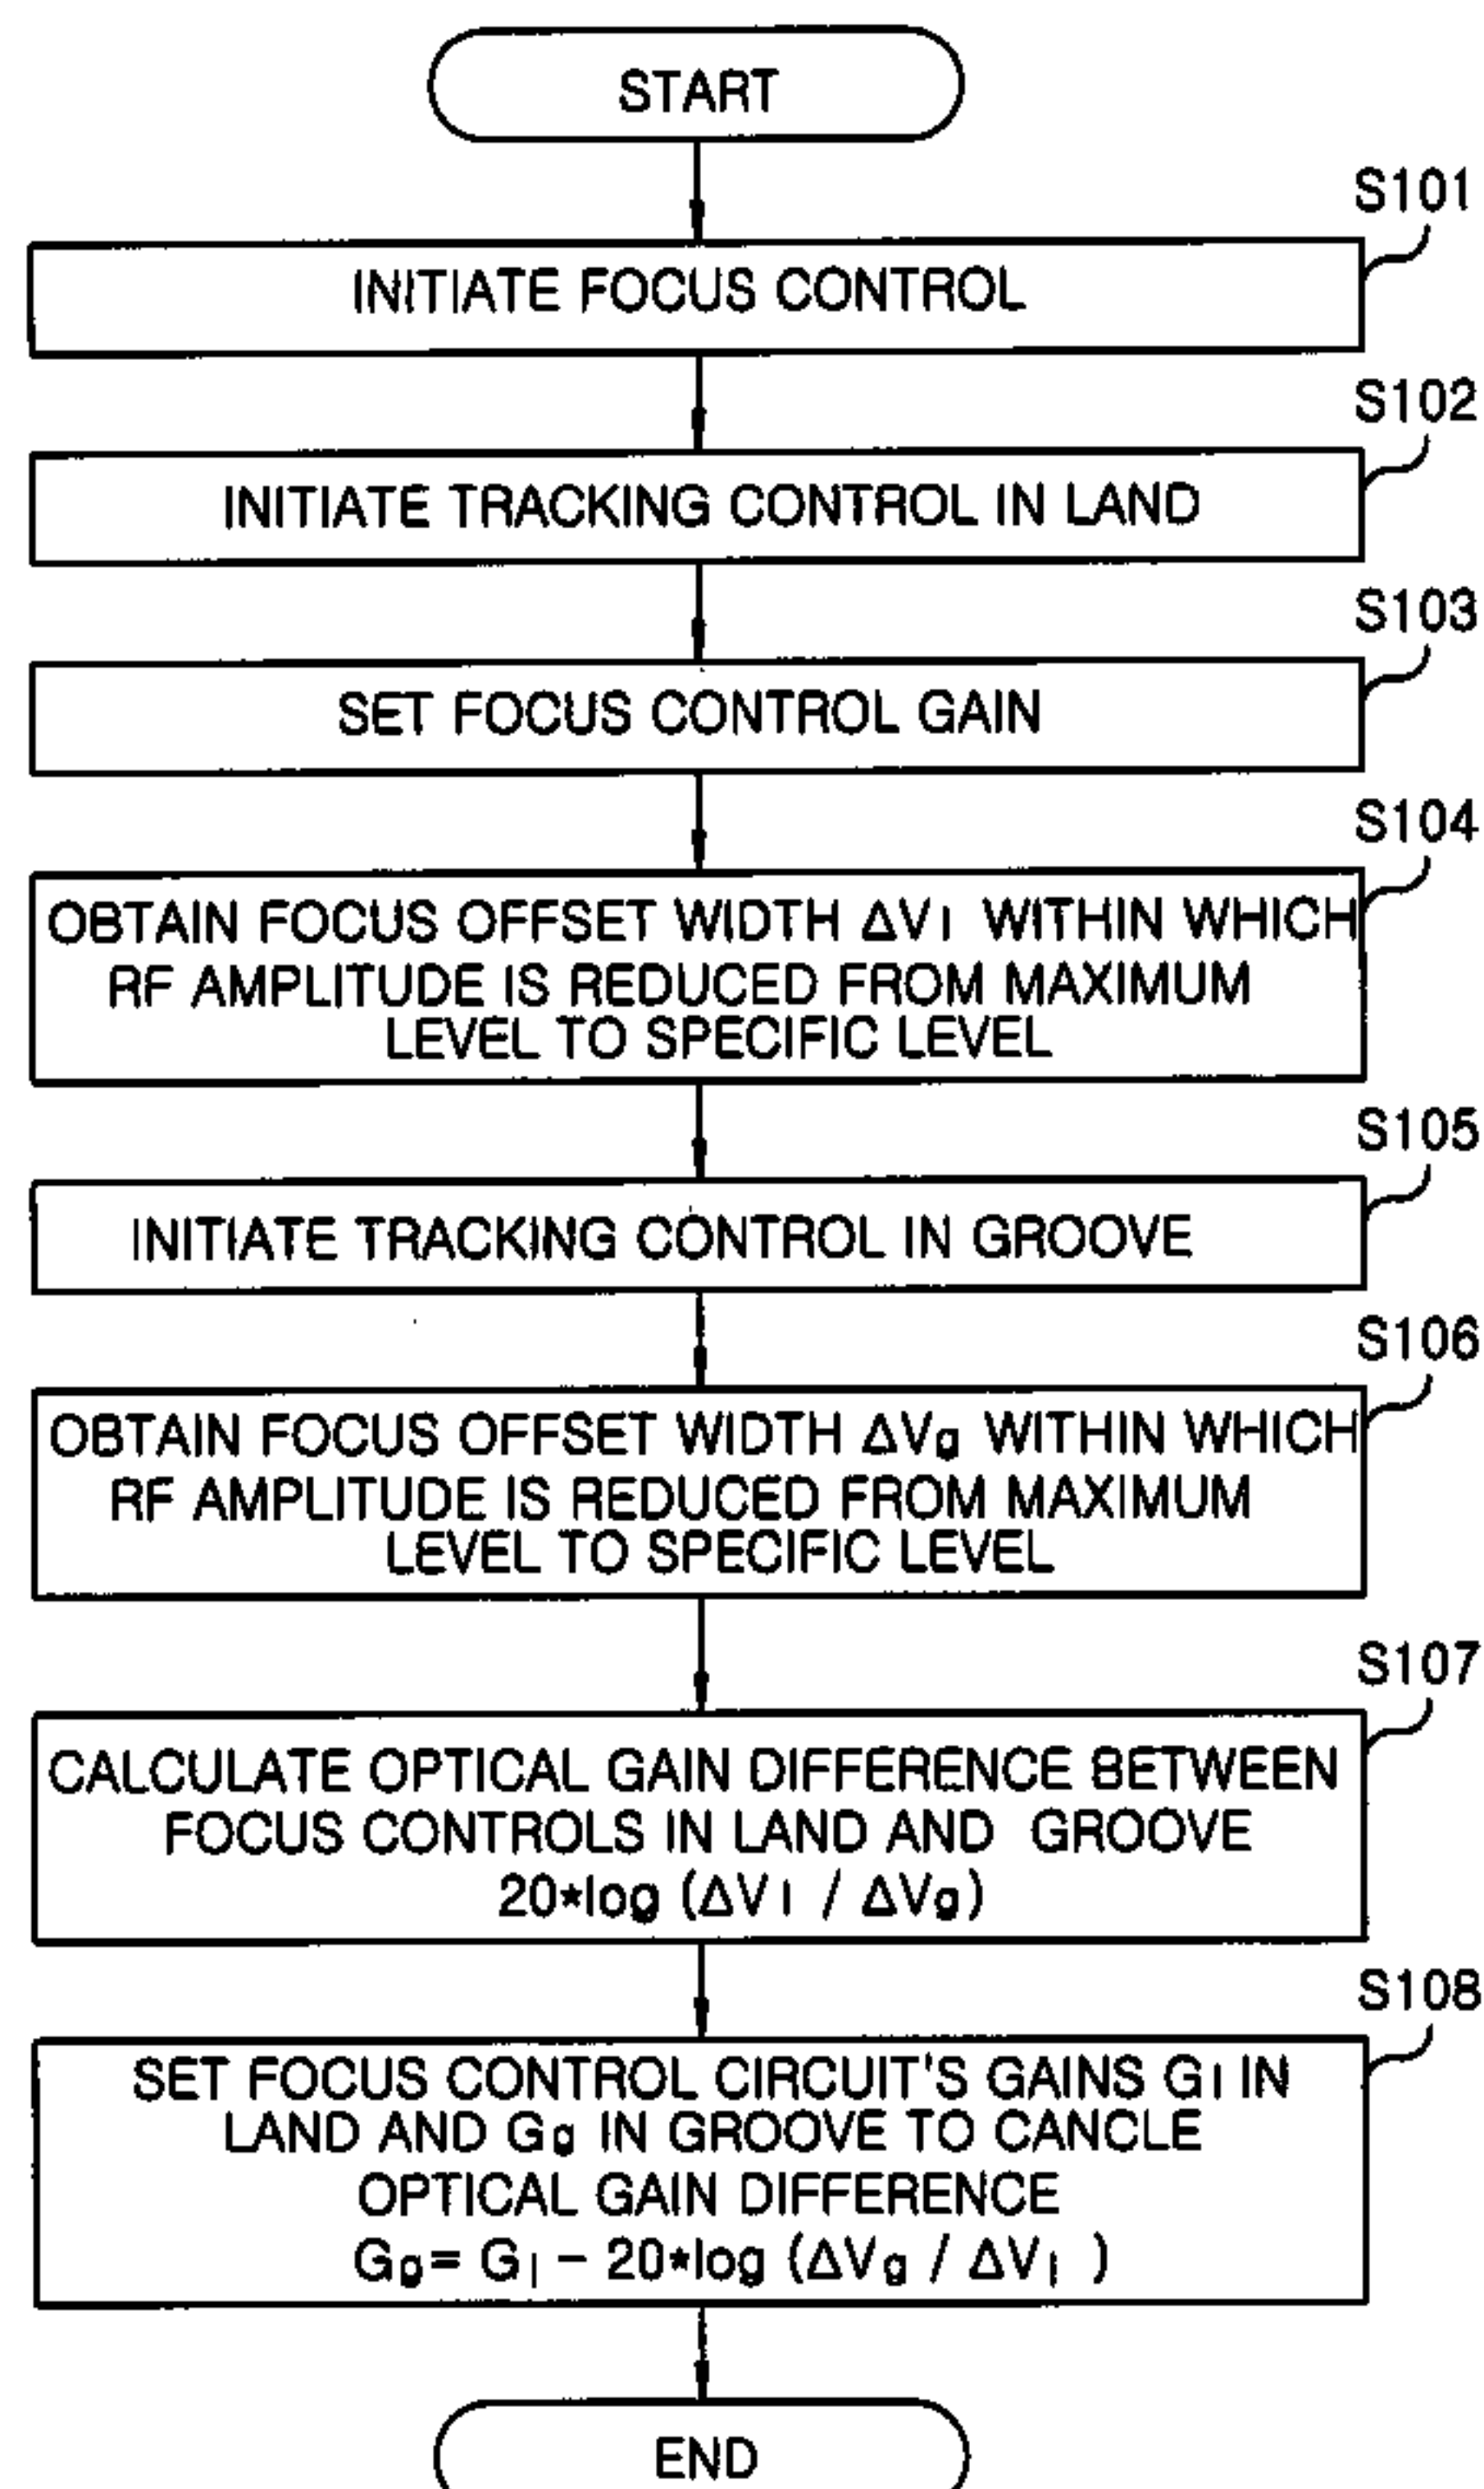 START
S101
INITIATE FOCUS CONTROL
S102
INITIATE TRACKING CONTROL IN LAND
S103
SET FOCUS CONTROL GAIN
S104
OBTAIN FOCUS OFFSET WIDTH ΔVl WITHIN WHICH
RF AMPLITUDE IS REDUCED FROM MAXIMUM
LEVEL TO SPECIFIC LEVEL
S105
INITIATE TRACKING CONTROL IN GROOVE
S106
OBTAIN FOCUS OFFSET WIDTH ΔVg WITHIN WHICH
RF AMPLITUDE IS REDUCED FROM MAXIMUM
LEVEL TO SPECIFIC LEVEL
S107
CALCULATE OPTICAL GAIN DIFFERENCE BETWEEN
FOCUS CONTROLS IN LAND AND GROOVE
20*log (ΔVl / ΔVg)
S108
SET FOCUS CONTROL CIRCUIT'S GAINS Gl IN
LAND AND Gg IN GROOVE TO CANCLE
OPTICAL GAIN DIFFERENCE
Gg= Gl – 20*log (ΔVg / ΔVl )
END